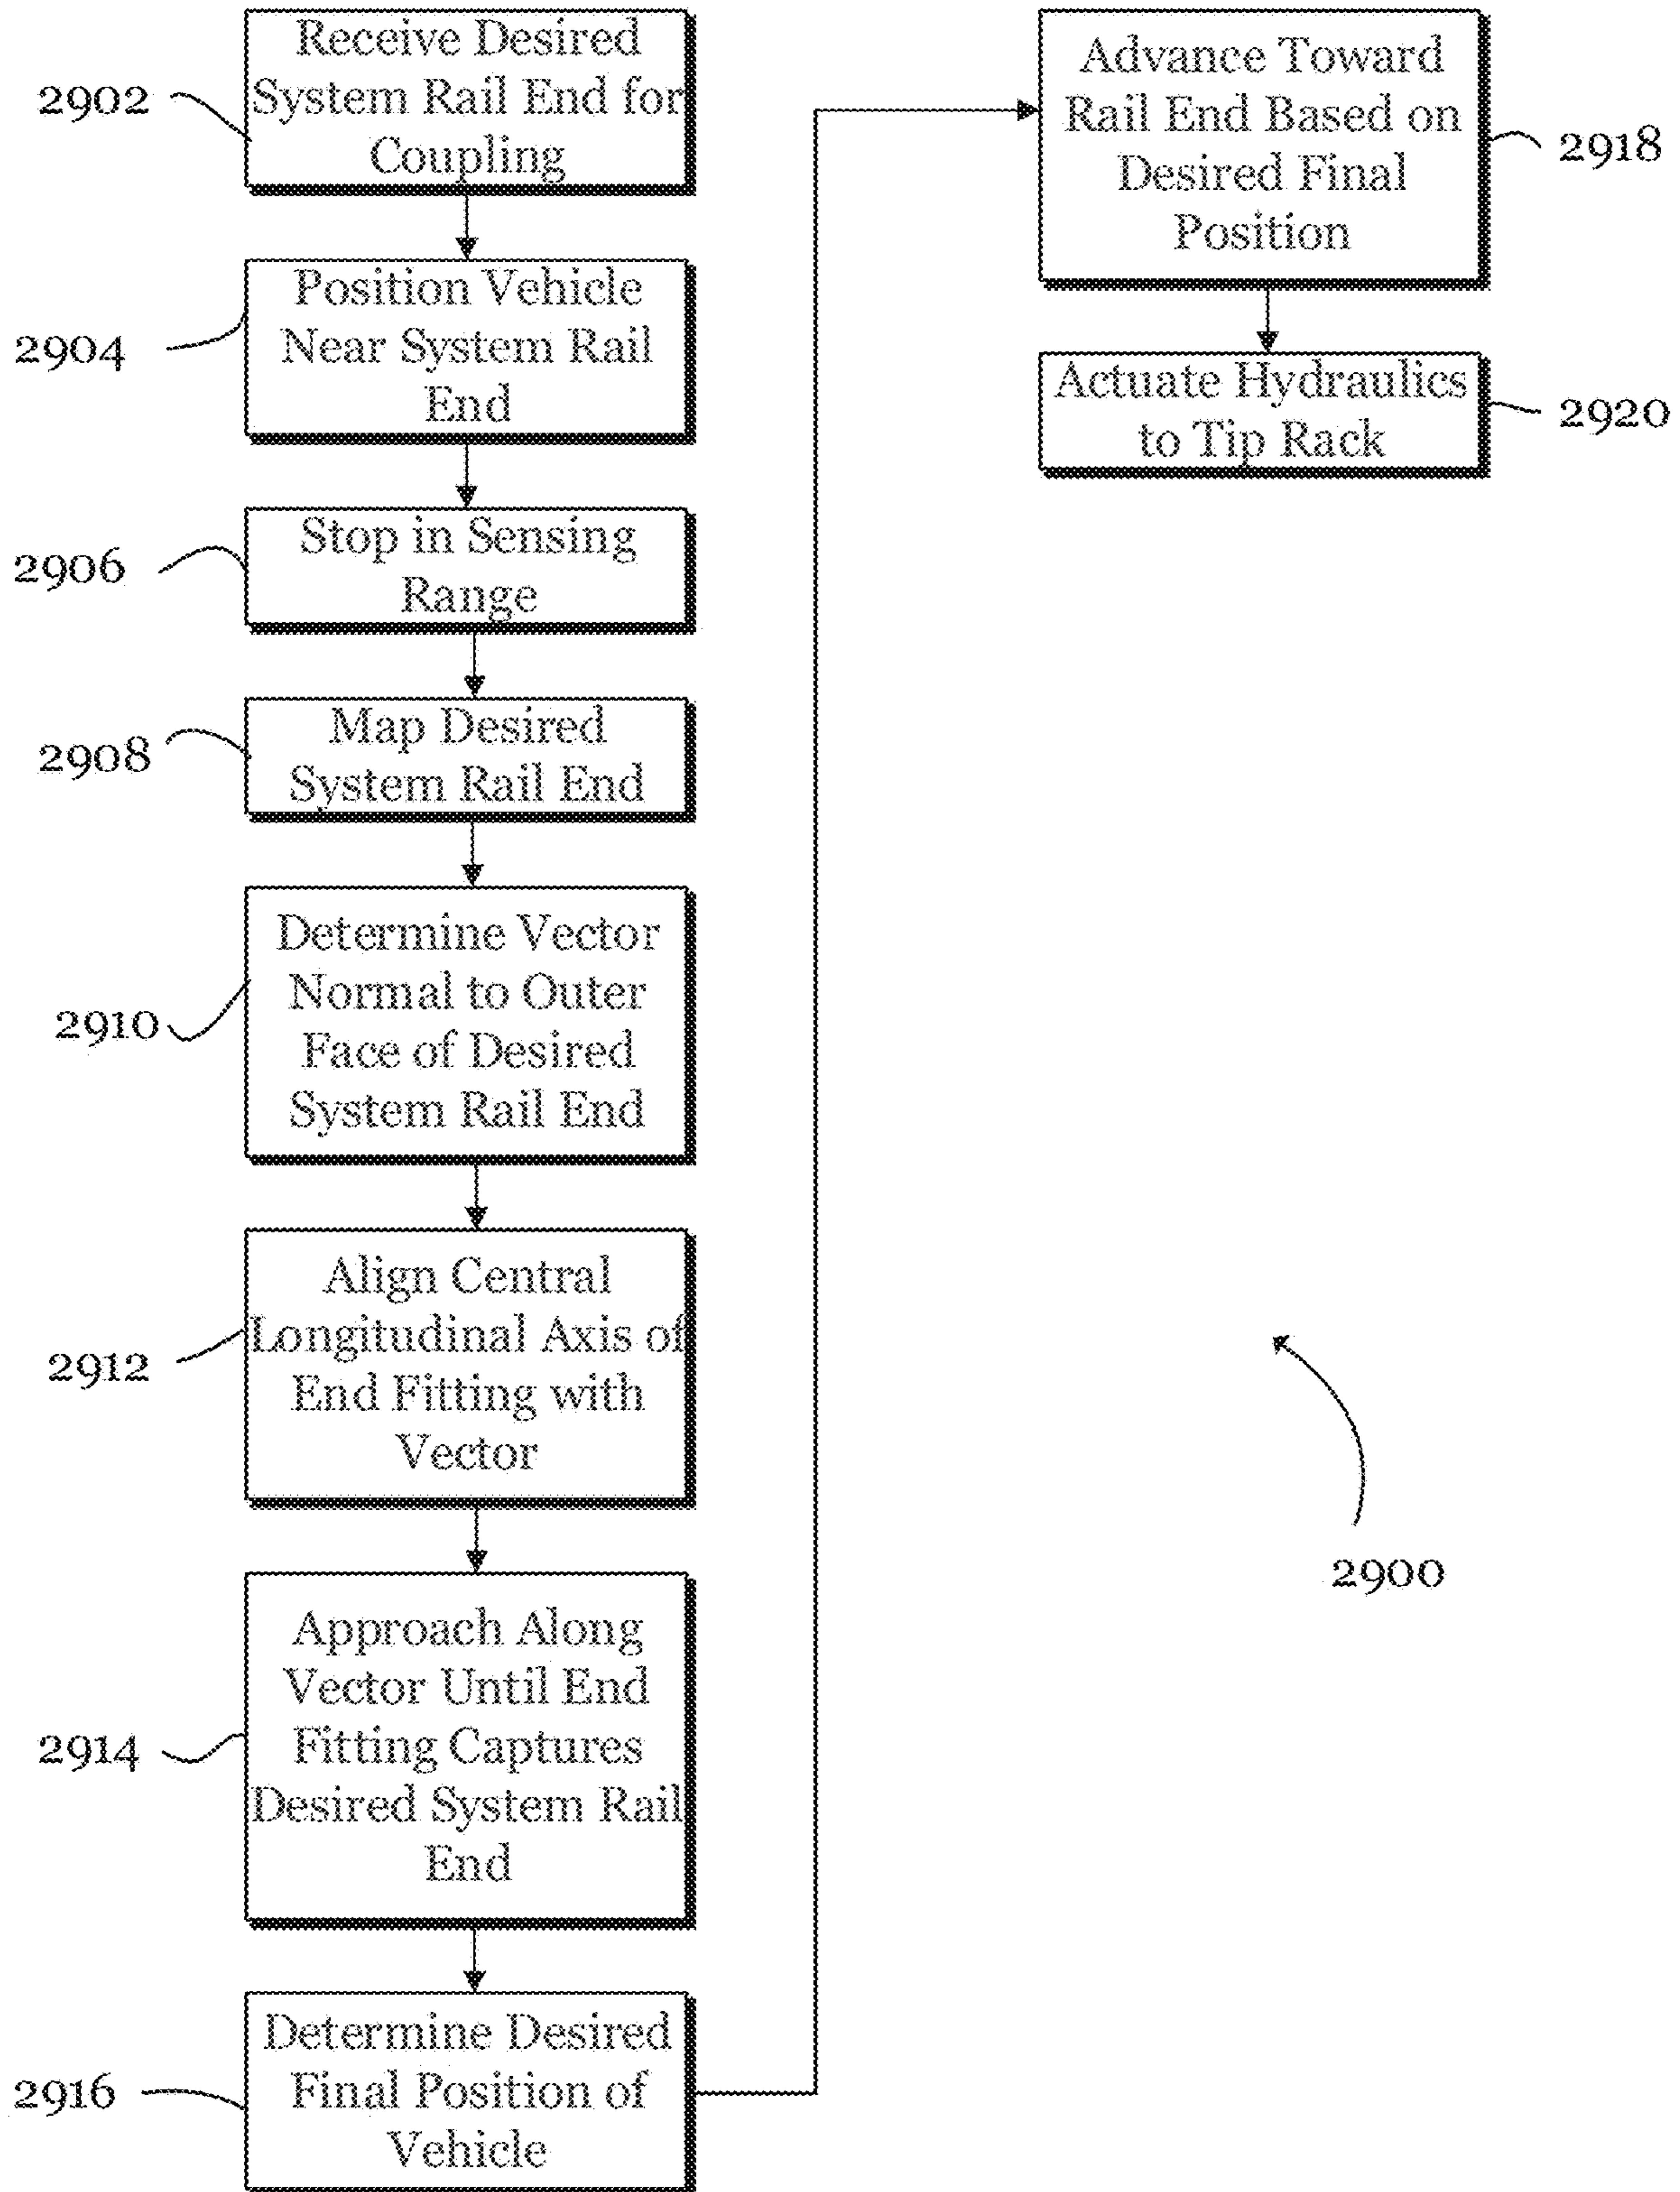 Receive Desired
System Rail End for
Coupling
2902
Position Vehicle
Near System Rail
End
2904
Stop in Sensing
Range
2906
Map Desired
System Rail End
2908
Determine Vector
Normal to Outer
Face of Desired
System Rail End
2910
Align Central
Longitudinal Axis of
End Fitting with
Vector
2912
Approach Along
Vector Until End
Fitting Captures
Desired System Rail
End
2914
Determine Desired
Final Position of
Vehicle
2916
Advance Toward
Rail End Based on
Desired Final
Position
2918
Actuate Hydraulics
to Tip Rack
2920
2900